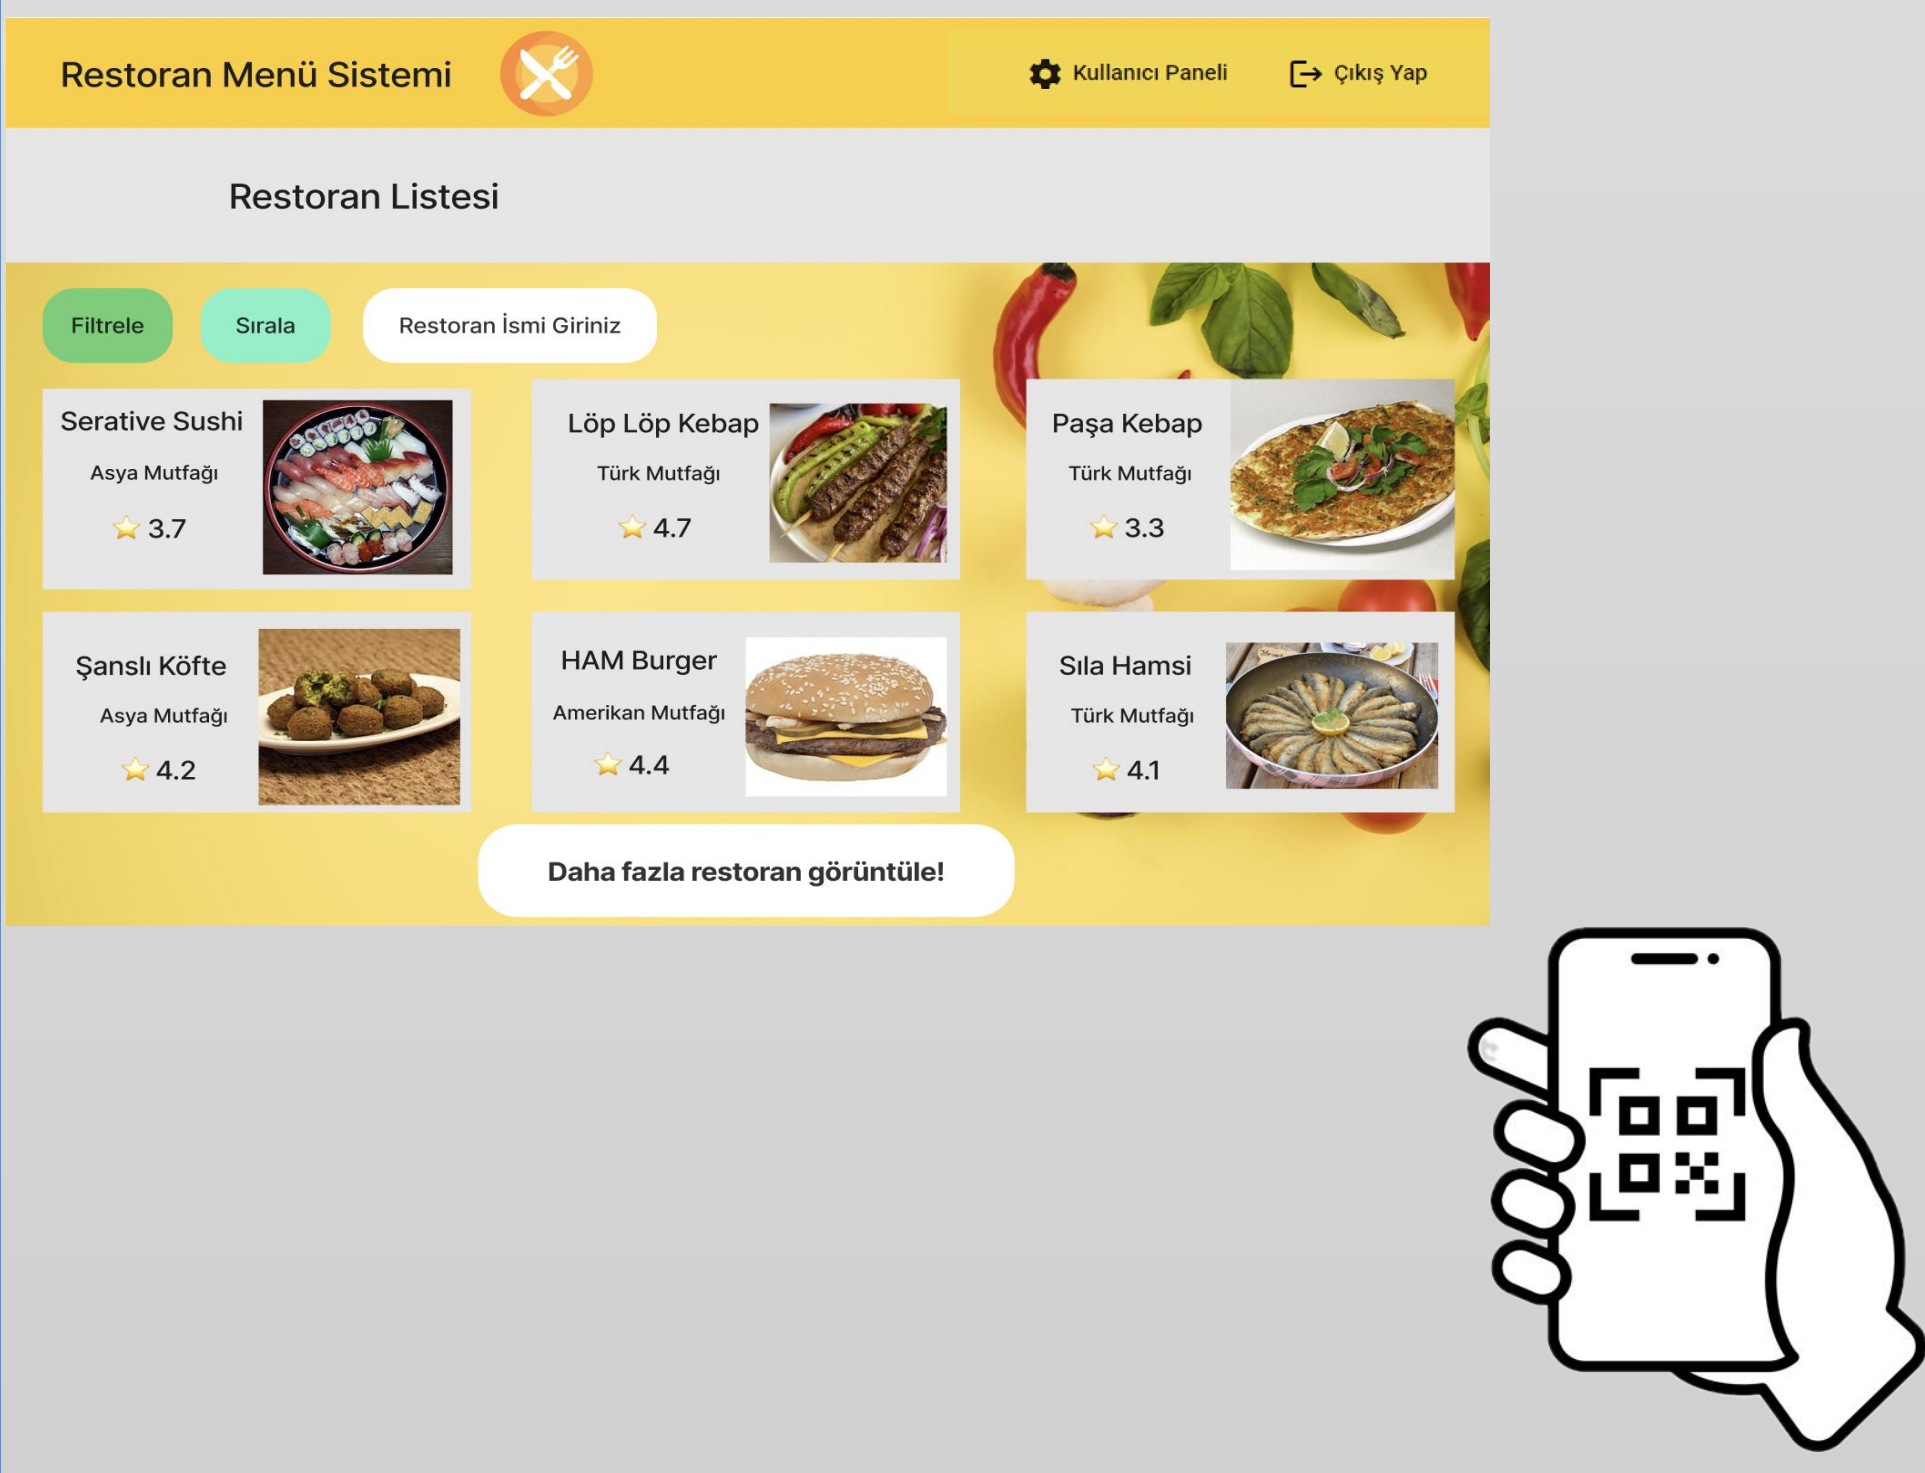 Restoran Menü Sistemi
Kullanıcı Paneli
Çıkış Yap
Restoran Listesi
Filtrele
Sırala
Restoran İsmi Giriniz
Serative Sushi
Asya Mutfağı
3.7
Löp Löp Kebap
Türk Mutfağı
4.7
Paşa Kebap
Türk Mutfağı
3.3
Şanslı Köfte
Asya Mutfağı
4.2
HAM Burger
Amerikan Mutfağı
4.4
Sıla Hamsi
Türk Mutfağı
4.1
Daha fazla restoran görüntüle!